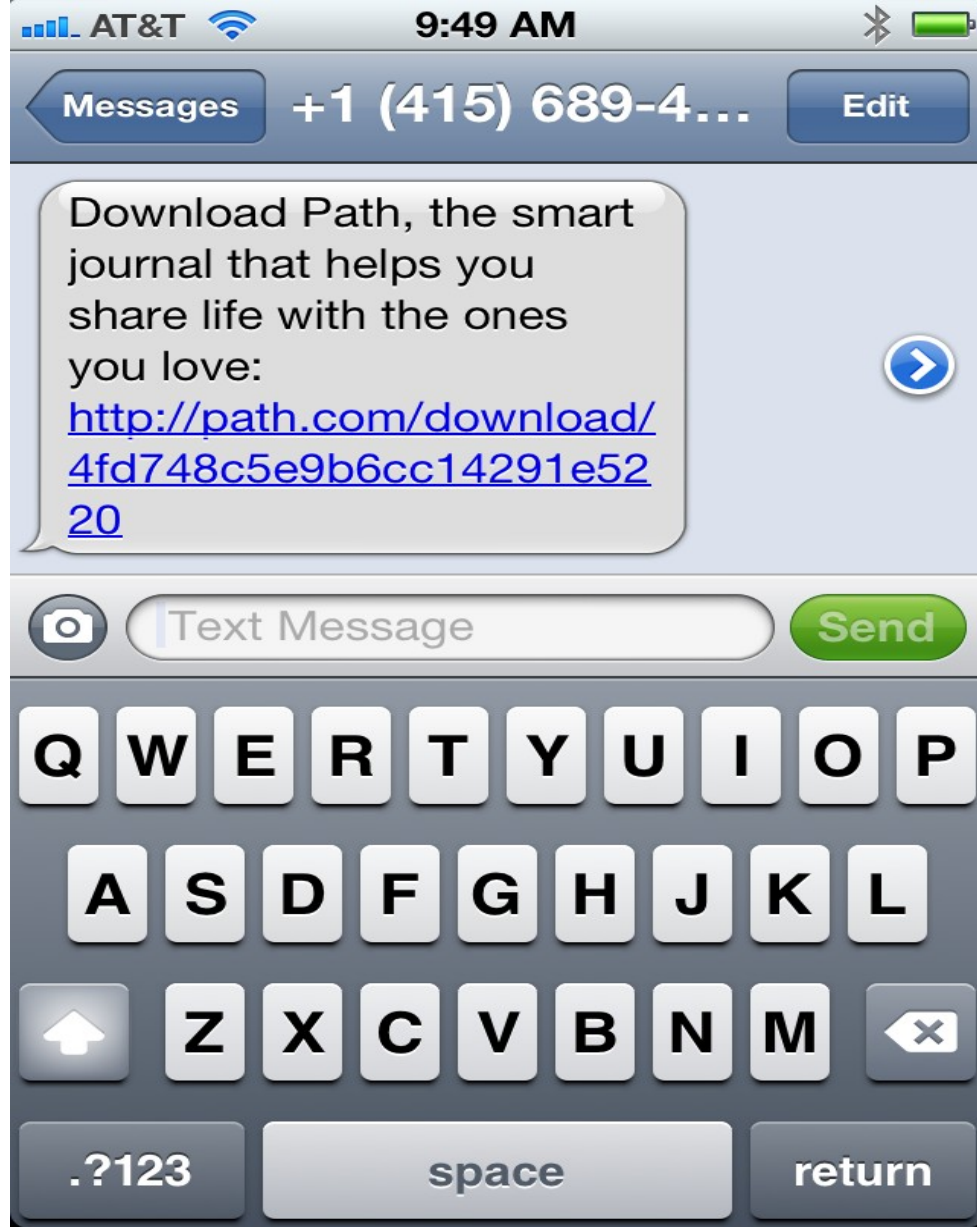 AT&T 9:49 AM
Messages +1 (415) 689-4... Edit
Download Path, the smart
journal that helps you
share life with the ones
you love:
http://path.com/download/
4fd748c5e9b6cc14291e52
20
Text Message Send
Q W E R T Y U I O P
A S D F G H J K L
Z X C V B N M
.?123 space return